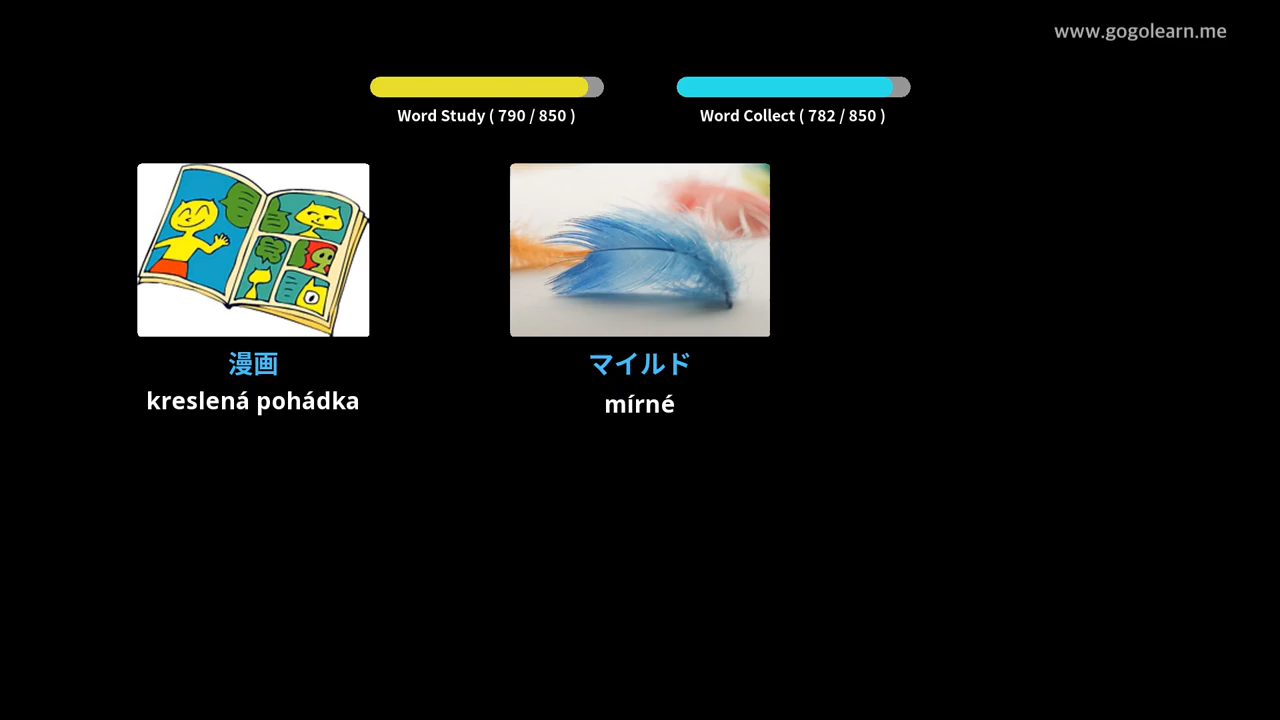 www.gogolearn.me
Word Study ( 790 / 850 )
Word Collect ( 782 / 850 )
漫画
kreslená pohádka
マイルド
mírné